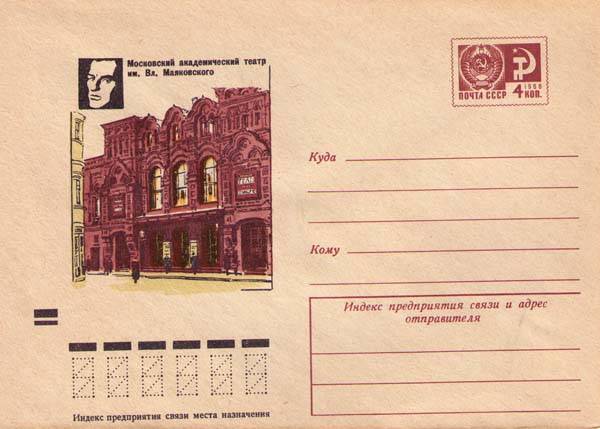 Московский академический театр
им. Вл. Маяковского
ПОЧТА СССР
1966
4 КОП.
Куда
Кому
Индекс предприятия связи и адрес
отправителя
Индекс предприятия связи места назначения